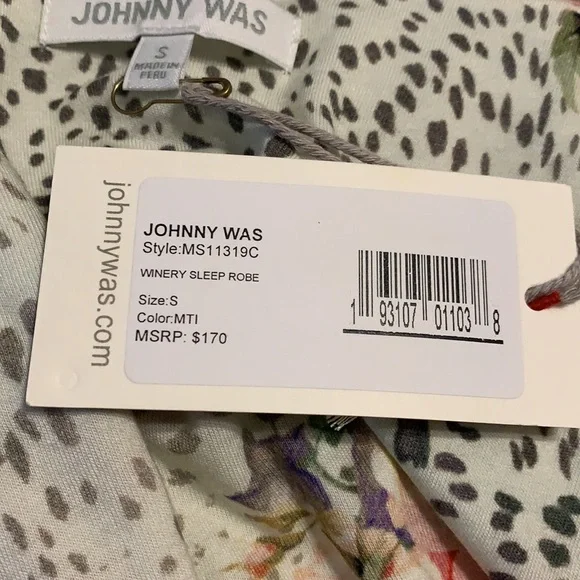 JOHNNY WAS
S
MADE IN
PERU
johnnywas.com
JOHNNY WAS
Style:MS11319C
WINERY SLEEP ROBE
Size:S
Color:MTI
MSRP: $170
1 93107 01103 8